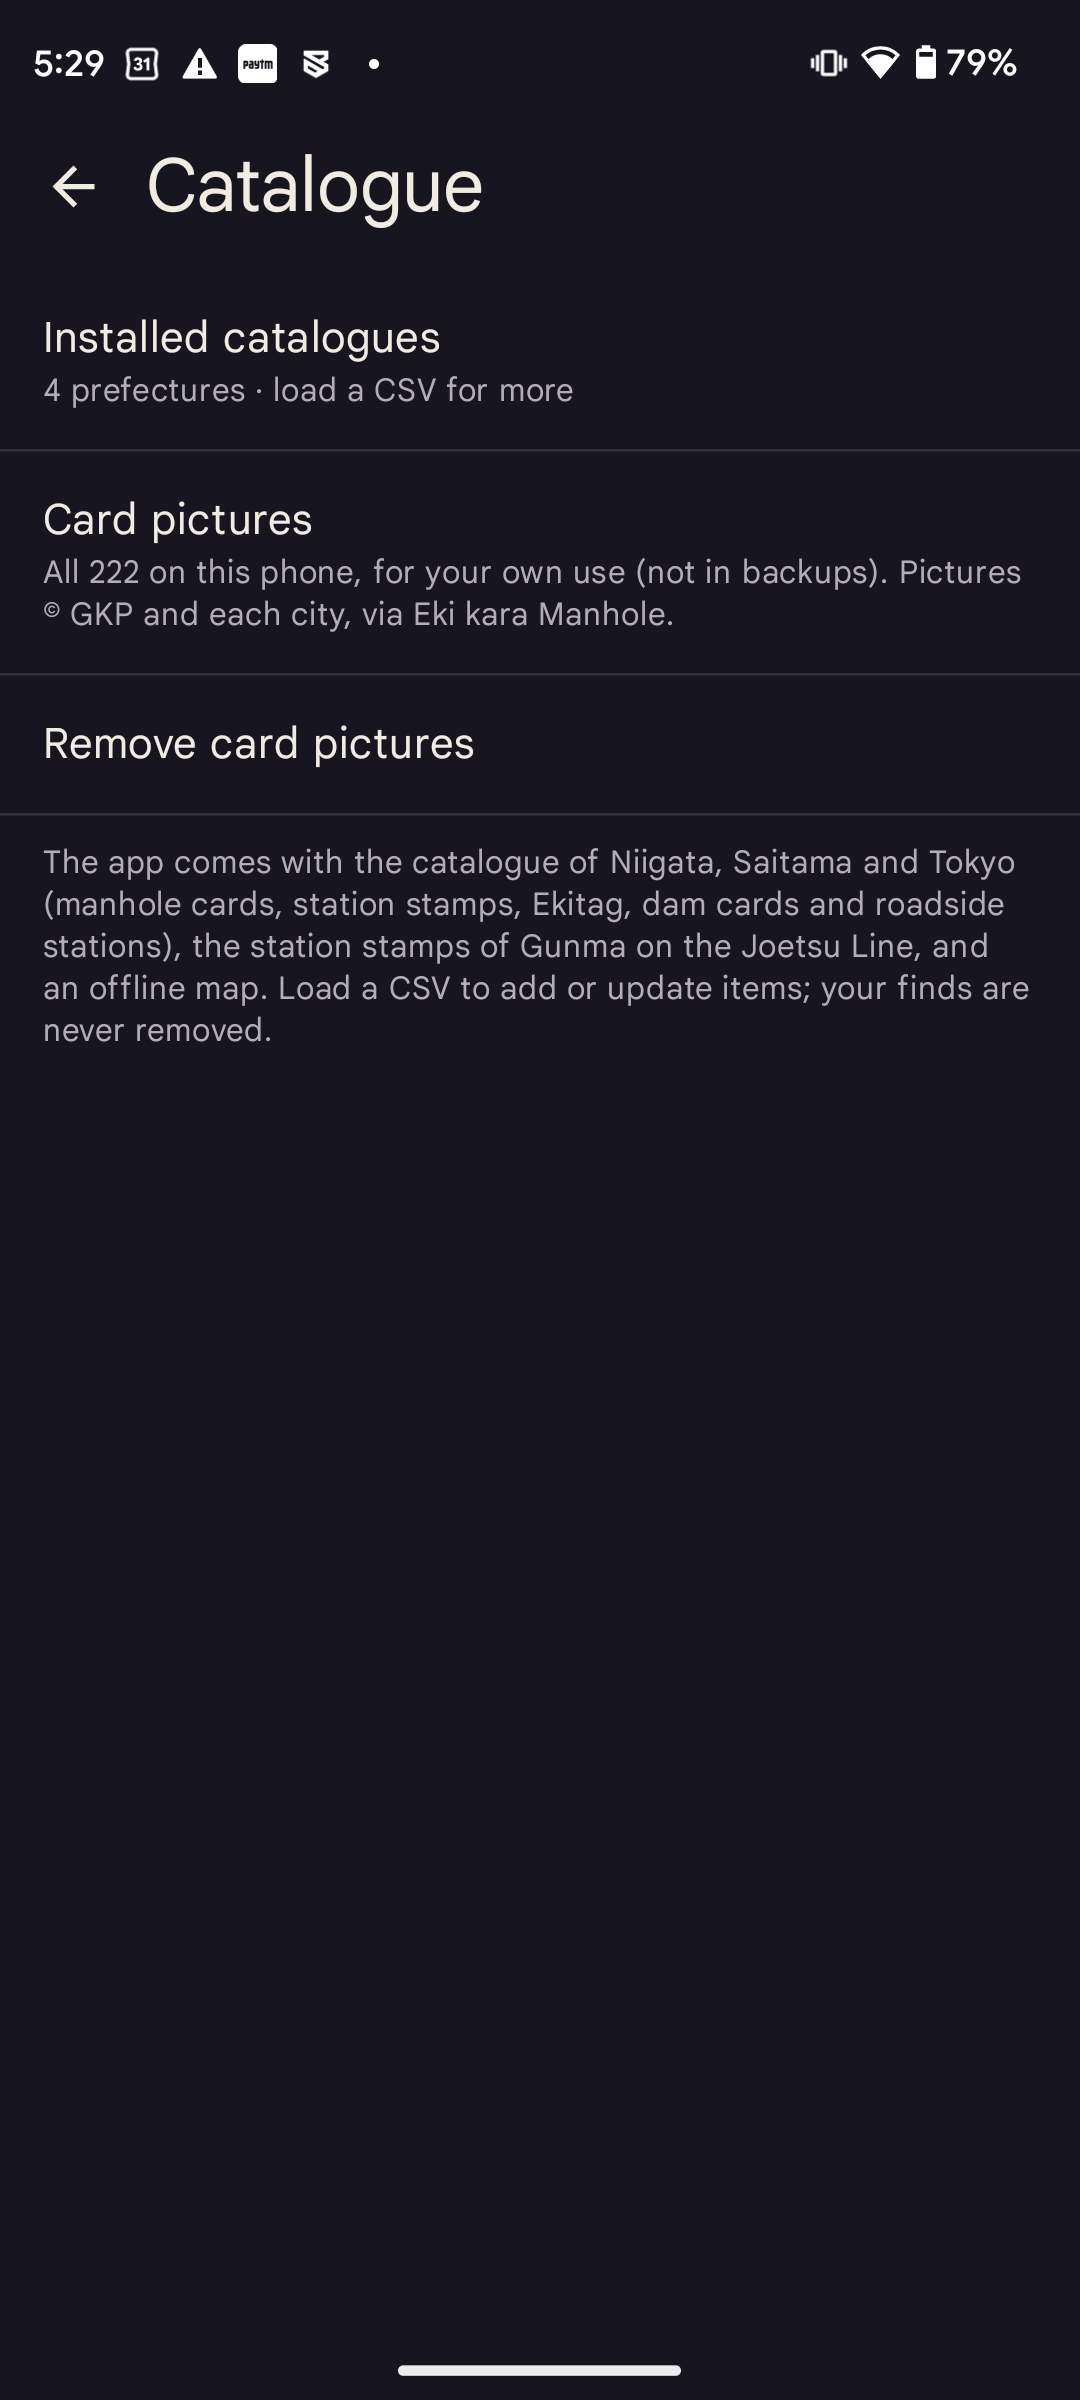 5:29 31 paytm 79%
Catalogue
Installed catalogues
4 prefectures · load a CSV for more
Card pictures
All 222 on this phone, for your own use (not in backups). Pictures
© GKP and each city, via Eki kara Manhole.
Remove card pictures
The app comes with the catalogue of Niigata, Saitama and Tokyo
(manhole cards, station stamps, Ekitag, dam cards and roadside
stations), the station stamps of Gunma on the Joetsu Line, and
an offline map. Load a CSV to add or update items; your finds are
never removed.